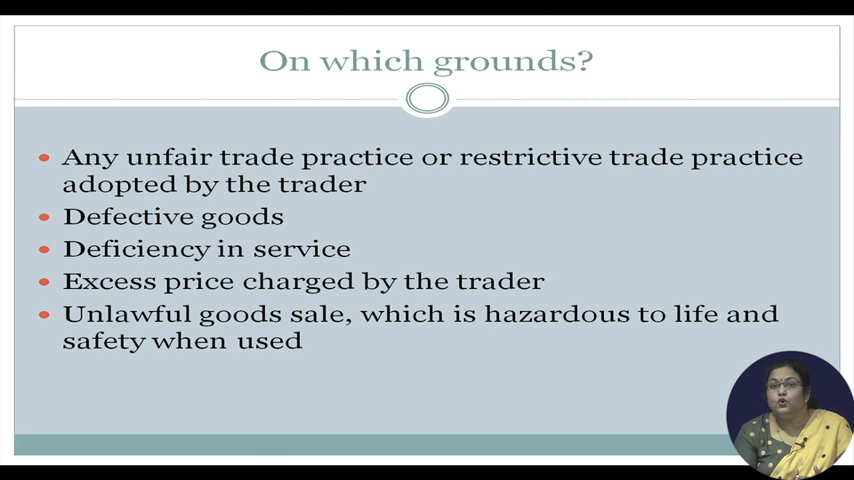 On which grounds?
Any unfair trade practice or restrictive trade practice
adopted by the trader
Defective goods
Deficiency in service
Excess price charged by the trader
Unlawful goods sale, which is hazardous to life and
safety when used